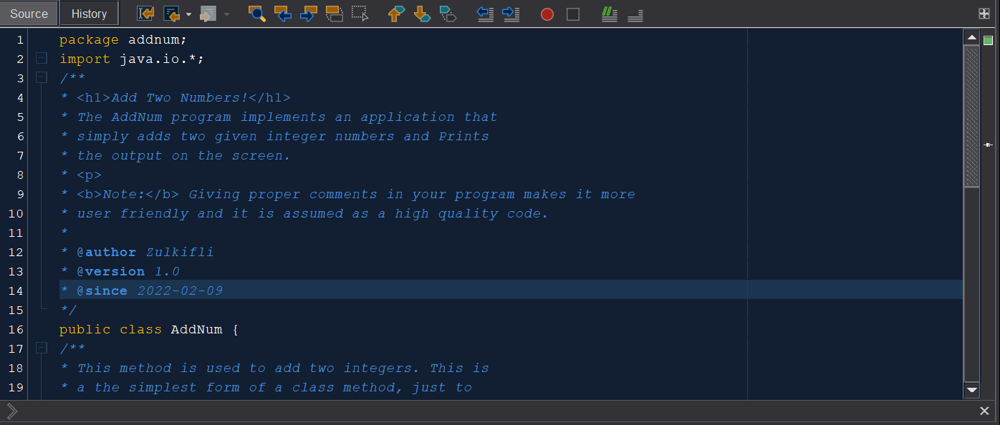 Source History
1 package addnum;
2 import java.io.*;
3 /**
4 * <h1>Add Two Numbers!</h1>
5 * The AddNum program implements an application that
6 * simply adds two given integer numbers and Prints
7 * the output on the screen.
8 * <p>
9 * <b>Note:</b> Giving proper comments in your program makes it more
10 * user friendly and it is assumed as a high quality code.
11 *
12 * @author Zulkifli
13 * @version 1.0
14 * @since 2022-02-09
15 */
16 public class AddNum {
17 /**
18 * This method is used to add two integers. This is
19 * a the simplest form of a class method, just to